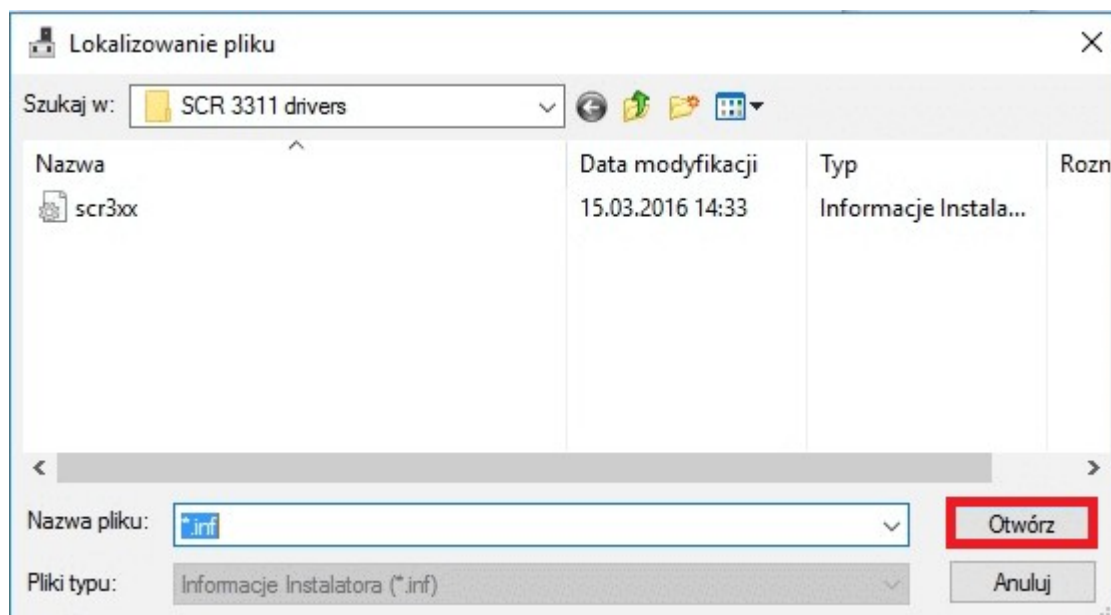 Lokalizowanie pliku
Szukaj w: SCR 3311 drivers
Nazwa Data modyfikacji Typ Rozn
scr3xx 15.03.2016 14:33 Informacje Instala...
Nazwa pliku: *.inf Otwórz
Pliki typu: Informacje Instalatora (*.inf) Anuluj